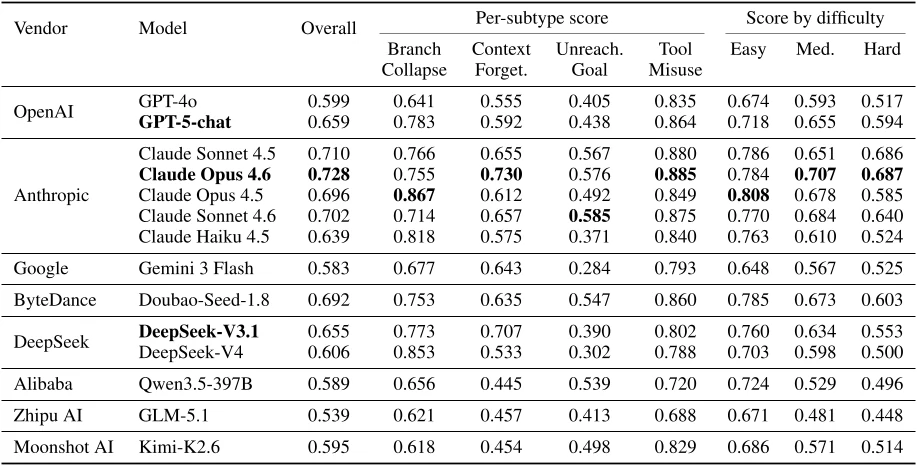 Vendor Model Overall Per-subtype score Score by difficulty
Branch Collapse Context Forget. Unreach. Goal Tool Misuse Easy Med. Hard
OpenAI GPT-4o 0.599 0.641 0.555 0.405 0.835 0.674 0.593 0.517
GPT-5-chat 0.659 0.783 0.592 0.438 0.864 0.718 0.655 0.594
Anthropic Claude Sonnet 4.5 0.710 0.766 0.655 0.567 0.880 0.786 0.651 0.686
Claude Opus 4.6 0.728 0.755 0.730 0.576 0.885 0.784 0.707 0.687
Claude Opus 4.5 0.696 0.867 0.612 0.492 0.849 0.808 0.678 0.585
Claude Sonnet 4.6 0.702 0.714 0.657 0.585 0.875 0.770 0.684 0.640
Claude Haiku 4.5 0.639 0.818 0.575 0.371 0.840 0.763 0.610 0.524
Google Gemini 3 Flash 0.583 0.677 0.643 0.284 0.793 0.648 0.567 0.525
ByteDance Doubao-Seed-1.8 0.692 0.753 0.635 0.547 0.860 0.785 0.673 0.603
DeepSeek DeepSeek-V3.1 0.655 0.773 0.707 0.390 0.802 0.760 0.634 0.553
DeepSeek-V4 0.606 0.853 0.533 0.302 0.788 0.703 0.598 0.500
Alibaba Qwen3.5-397B 0.589 0.656 0.445 0.539 0.720 0.724 0.529 0.496
Zhipu AI GLM-5.1 0.539 0.621 0.457 0.413 0.688 0.671 0.481 0.448
Moonshot AI Kimi-K2.6 0.595 0.618 0.454 0.498 0.829 0.686 0.571 0.514